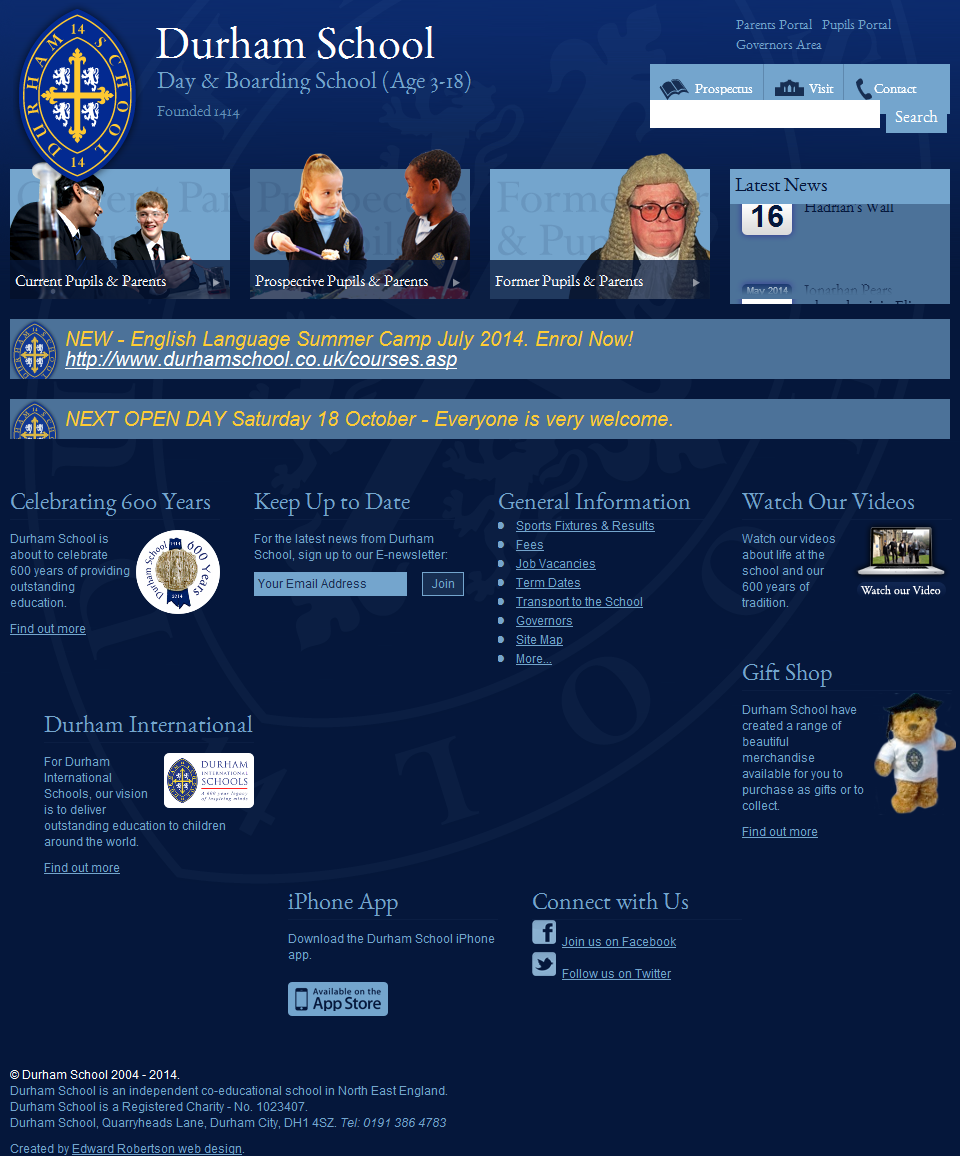 Durham School
Day & Boarding School (Age 3-18)
Founded 1414
DURHAM SCHOOL
14
14
Parents Portal Pupils Portal
Governors Area
Prospectus Visit Contact
Search
Current Pupils & Parents
Prospective Pupils & Parents
Former Pupils & Parents
Latest News
16
Hadrian's Wall
May, 2014
Jonathan Pears
NEW - English Language Summer Camp July 2014. Enrol Now!
http://www.durhamschool.co.uk/courses.asp
NEXT OPEN DAY Saturday 18 October - Everyone is very welcome.
Celebrating 600 Years
Durham School is
about to celebrate
600 years of providing
outstanding
education.
Find out more
Durham School 600 Years
1414
2014
Keep Up to Date
For the latest news from Durham
School, sign up to our E-newsletter:
Your Email Address
Join
General Information
Sports Fixtures & Results
Fees
Job Vacancies
Term Dates
Transport to the School
Governors
Site Map
More...
Watch Our Videos
Watch our videos
about life at the
school and our
600 years of
tradition.
Watch our Video
Gift Shop
Durham School have
created a range of
beautiful
merchandise
available for you to
purchase as gifts or to
collect.
Find out more
Durham International
For Durham
International
Schools, our vision
is to deliver
outstanding education to children
around the world.
Find out more
DURHAM
INTERNATIONAL
SCHOOLS
A 600 year legacy
of inspiring minds
iPhone App
Download the Durham School iPhone
app.
Available on the
App Store
Connect with Us
Join us on Facebook
Follow us on Twitter
© Durham School 2004 - 2014.
Durham School is an independent co-educational school in North East England.
Durham School is a Registered Charity - No. 1023407.
Durham School, Quarryheads Lane, Durham City, DH1 4SZ. Tel: 0191 386 4783
Created by Edward Robertson web design.